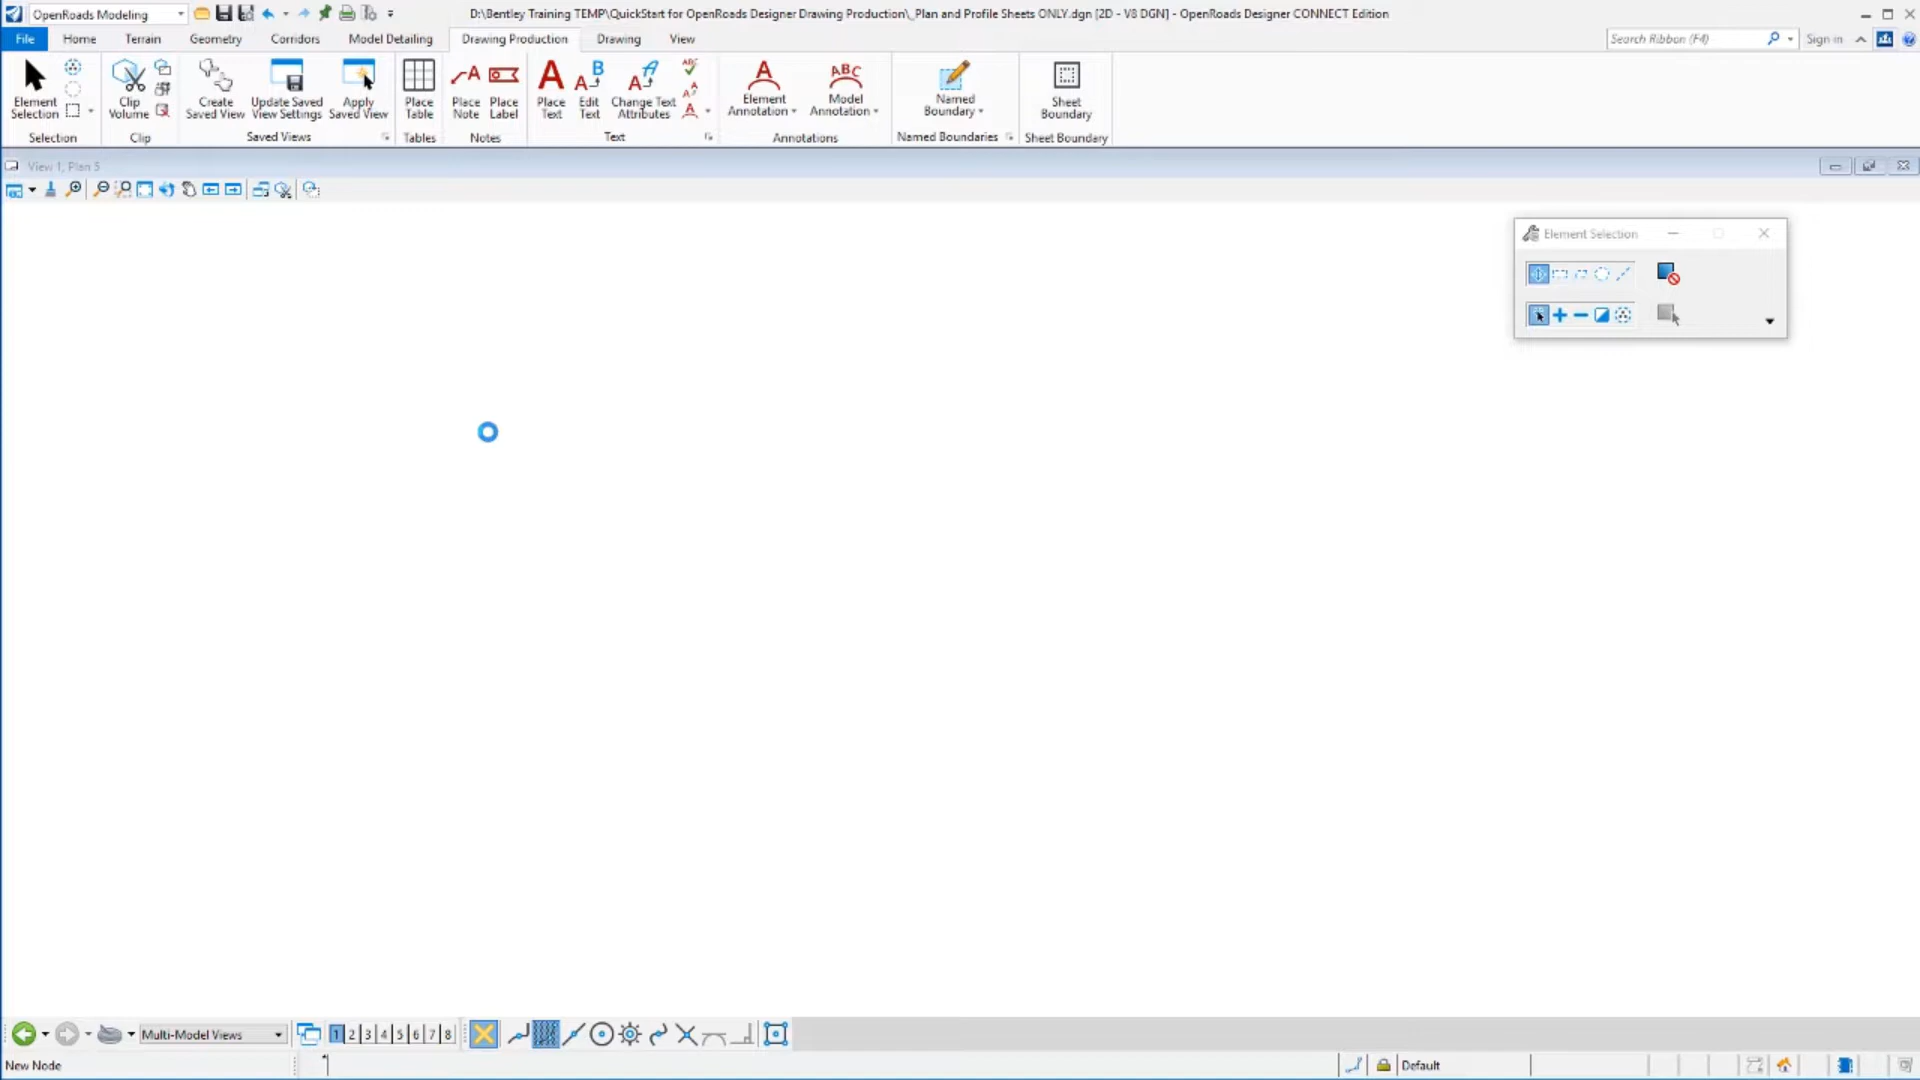 OpenRoads Modeling
D:\Bentley Training TEMP\QuickStart for OpenRoads Designer Drawing Production\_Plan and Profile Sheets ONLY.dgn [2D - V8 DGN] - OpenRoads Designer CONNECT Edition
File Home Terrain Geometry Corridors Model Detailing Drawing Production Drawing View
Search Ribbon (F4) Sign in
Element Selection
Clip Volume
Create Saved View
Update Saved View Settings
Apply Saved View
Place Table
Place Note
Place Label
Place Text
Edit Text
Change Text Attributes
Element Annotation
Model Annotation
Named Boundary
Sheet Boundary
Selection Clip Saved Views Tables Notes Text Annotations Named Boundaries Sheet Boundary
View 1, Plan 5
Element Selection
Multi-Model Views 1 2 3 4 5 6 7 8
New Node Default